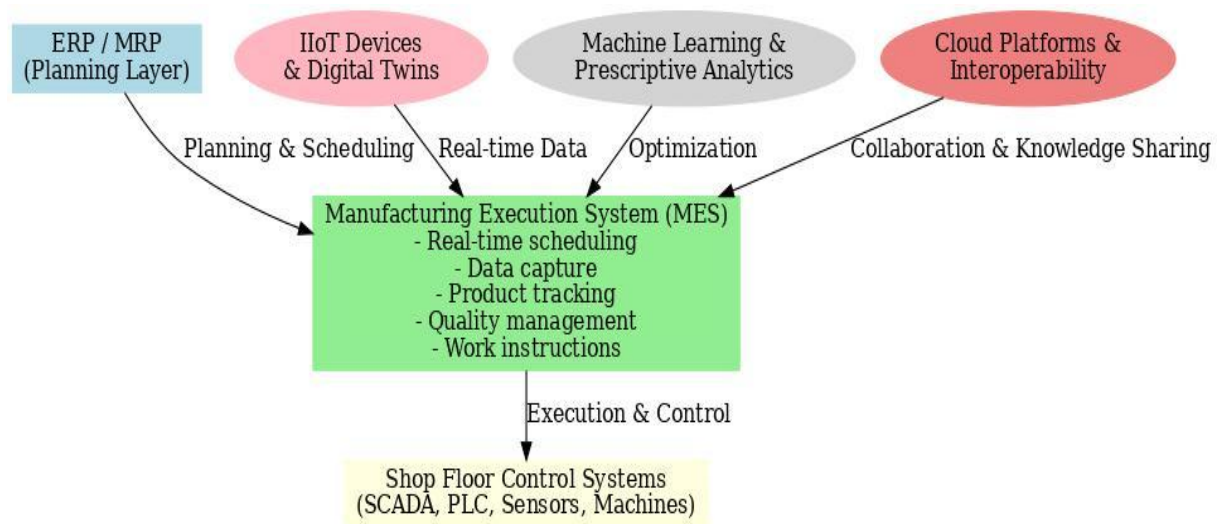 ERP / MRP
(Planning Layer)
IIoT Devices
& Digital Twins
Machine Learning &
Prescriptive Analytics
Cloud Platforms &
Interoperability
Planning & Scheduling
Real-time Data
Optimization
Collaboration & Knowledge Sharing
Manufacturing Execution System (MES)
- Real-time scheduling
- Data capture
- Product tracking
- Quality management
- Work instructions
Execution & Control
Shop Floor Control Systems
(SCADA, PLC, Sensors, Machines)